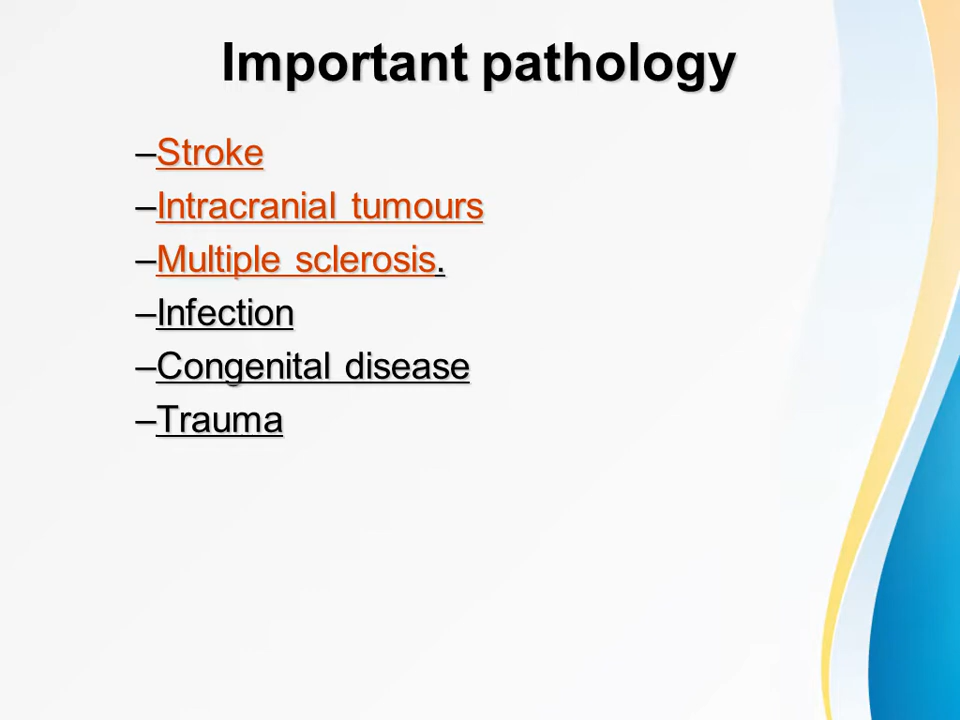 Important pathology
–Stroke
–Intracranial tumours
–Multiple sclerosis.
–Infection
–Congenital disease
–Trauma